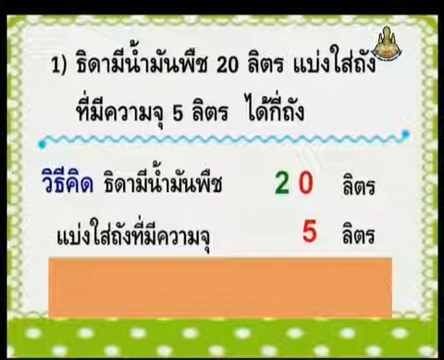 1) ธิดามีน้ำมันพืช 20 ลิตร แบ่งใส่ถัง
ที่มีความจุ 5 ลิตร ได้กี่ถัง
วิธีคิด ธิดามีน้ำมันพืช 20 ลิตร
แบ่งใส่ถังที่มีความจุ 5 ลิตร